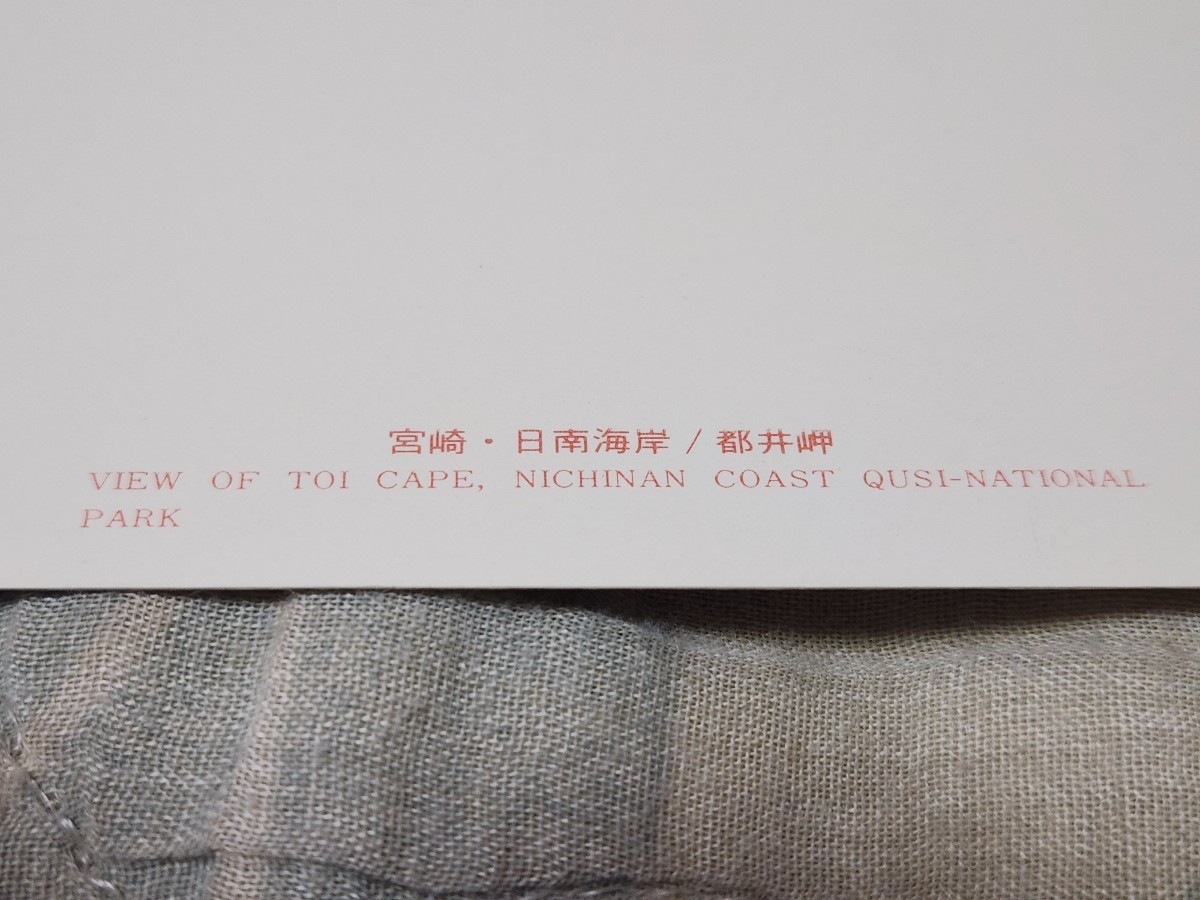 宮崎・日南海岸/都井岬
VIEW OF TOI CAPE, NICHINAN COAST QUSI-NATIONAL
PARK